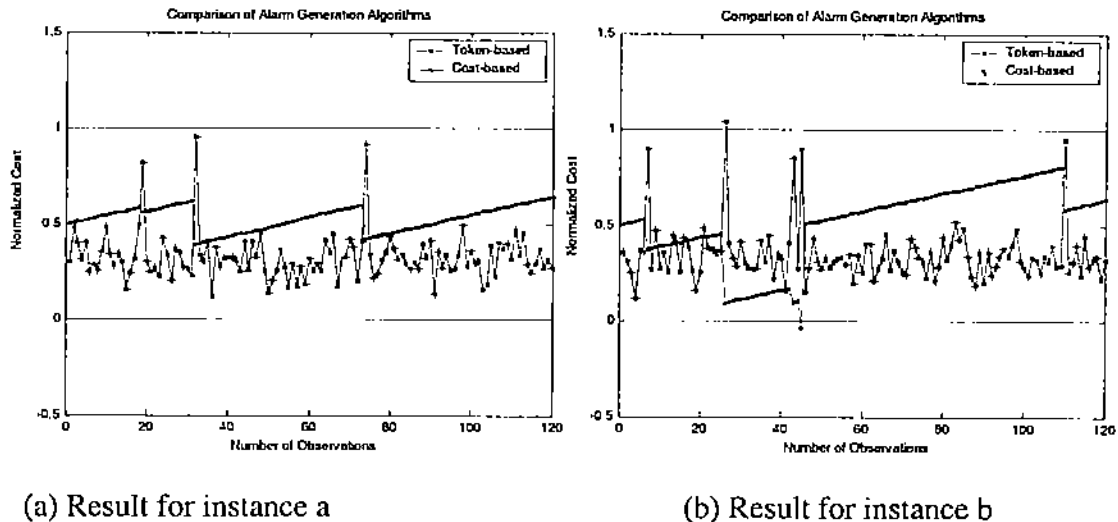 Comparison of Alarm Generation Algorithms
1.5
1
0.5
0
-0.5
Normalized Cost
Token-based
Cost-based
0 20 40 60 80 100 120
Number of Observations
(a) Result for instance a
Comparison of Alarm Generation Algorithms
1.5
1
0.5
0
-0.5
Normalized Cost
Token-based
Cost-based
0 20 40 60 80 100 120
Number of Observations
(b) Result for instance b